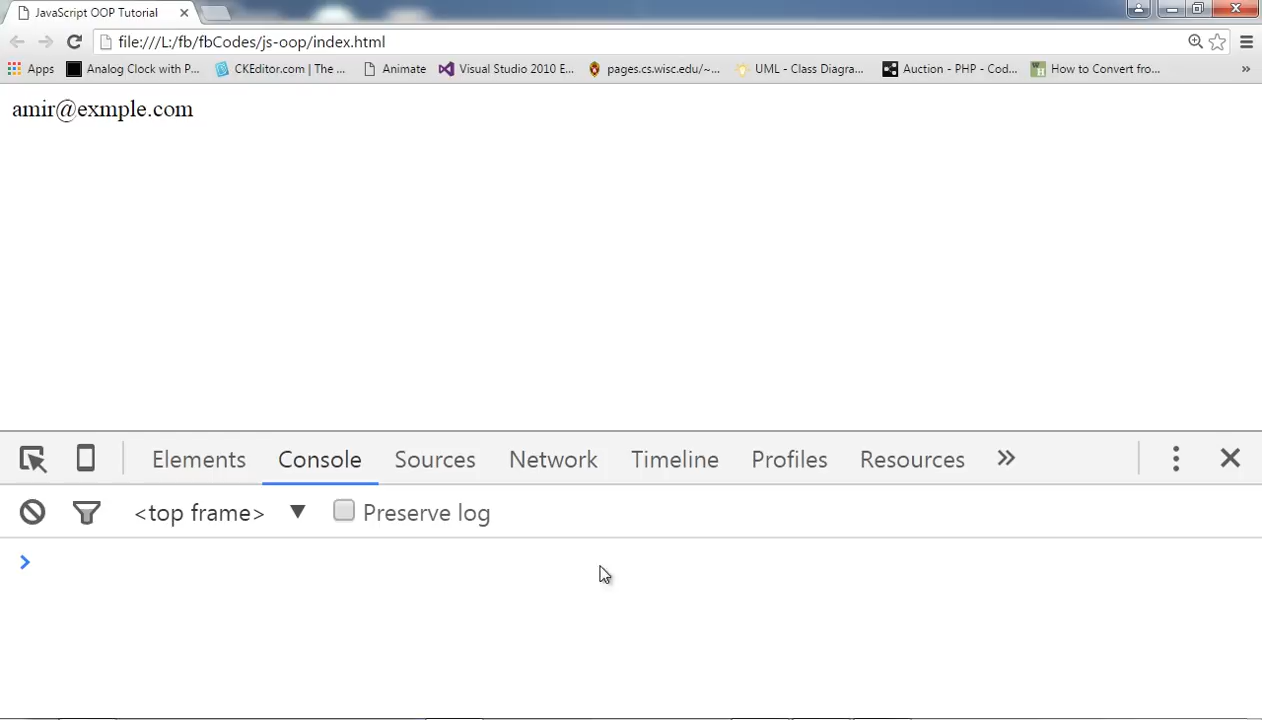 JavaScript OOP Tutorial
file:///L:/fb/fbCodes/js-oop/index.html
Apps Analog Clock with P... CKEditor.com | The ... Animate Visual Studio 2010 E... pages.cs.wisc.edu/~... UML - Class Diagra... Auction - PHP - Cod... How to Convert fro... »
amir@exmple.com
Elements Console Sources Network Timeline Profiles Resources »
<top frame> ▼ Preserve log
>